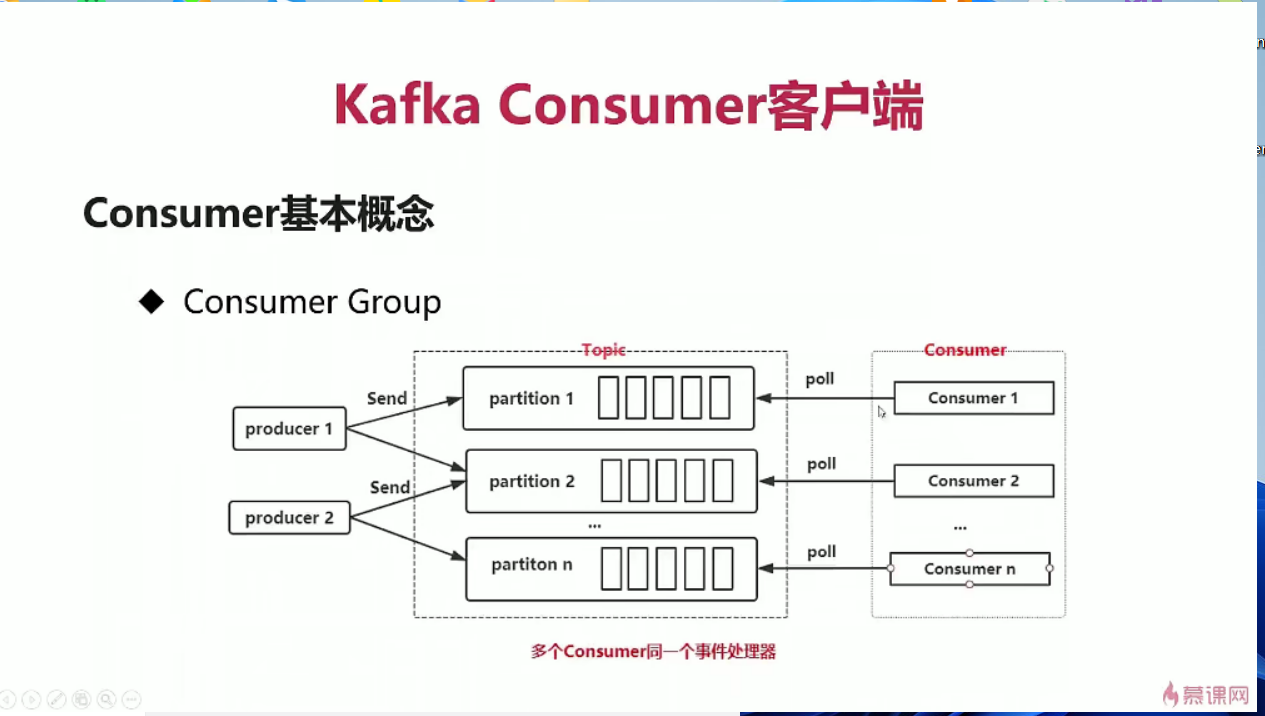 Kafka Consumer客户端
Consumer基本概念
◆ Consumer Group
Topic
Consumer
Send
partition 1
poll
Consumer 1
producer 1
partition 2
poll
Consumer 2
Send
producer 2
...
...
partiton n
poll
Consumer n
多个Consumer同一个事件处理器
慕课网